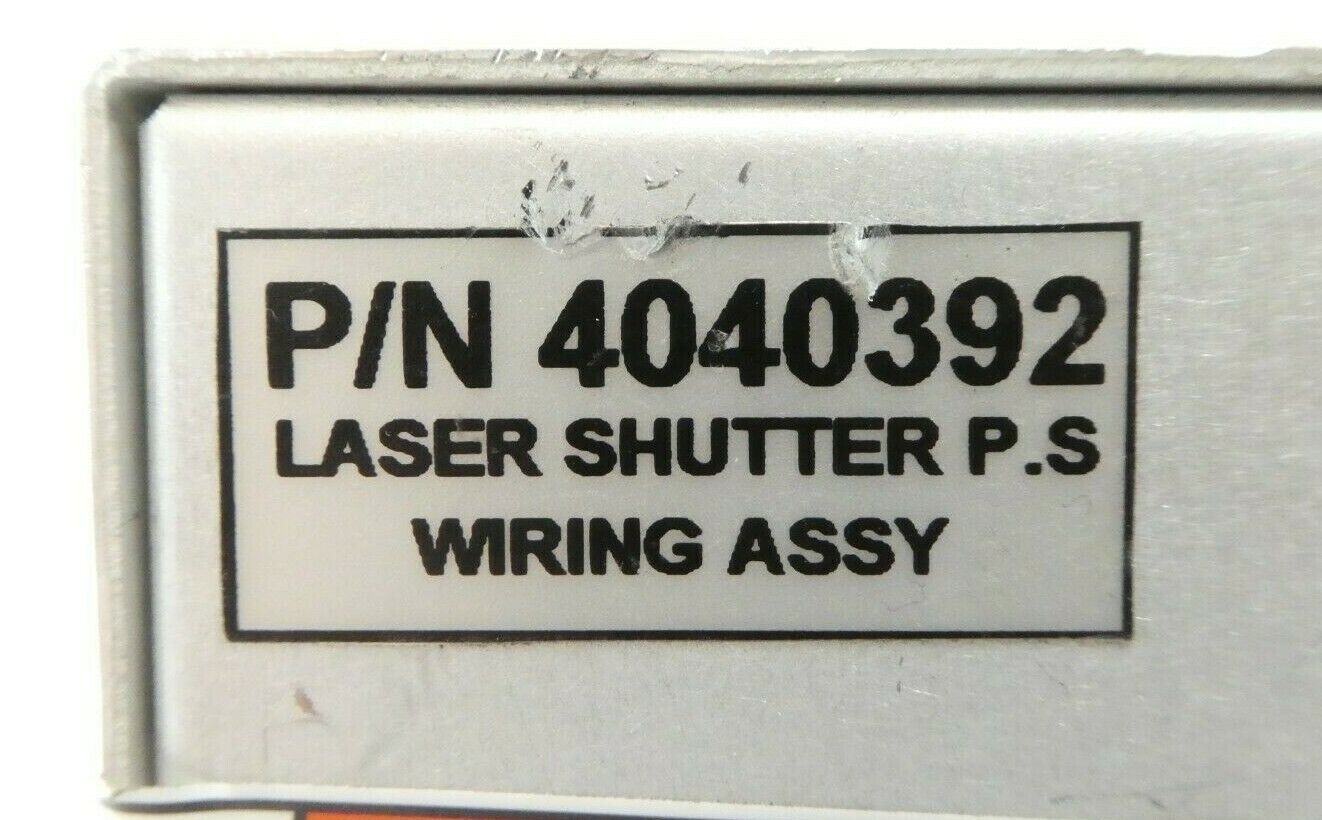 P/N 4040392
LASER SHUTTER P.S
WIRING ASSY